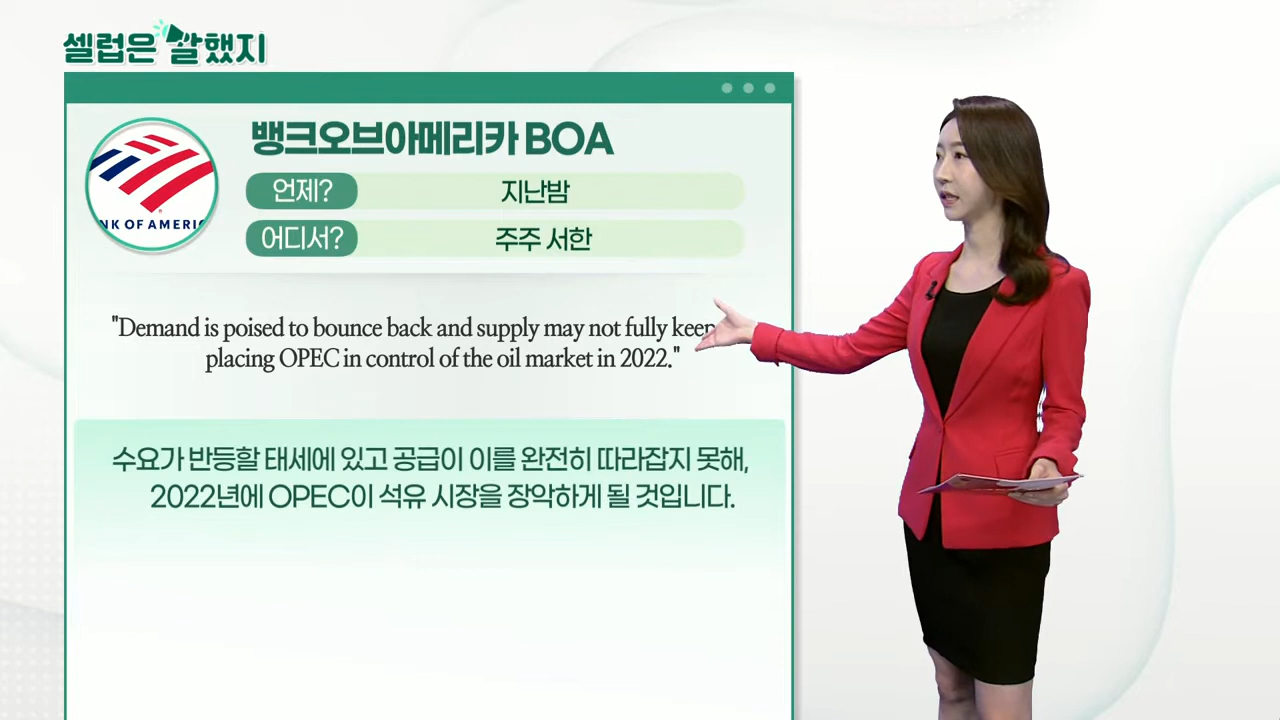 셀럽은 말했지
뱅크오브아메리카 BOA
NK OF AMERIC
언제? 지난밤
어디서? 주주 서한
"Demand is poised to bounce back and supply may not fully keep
placing OPEC in control of the oil market in 2022."
수요가 반등할 태세에 있고 공급이 이를 완전히 따라잡지 못해,
2022년에 OPEC이 석유 시장을 장악하게 될 것입니다.